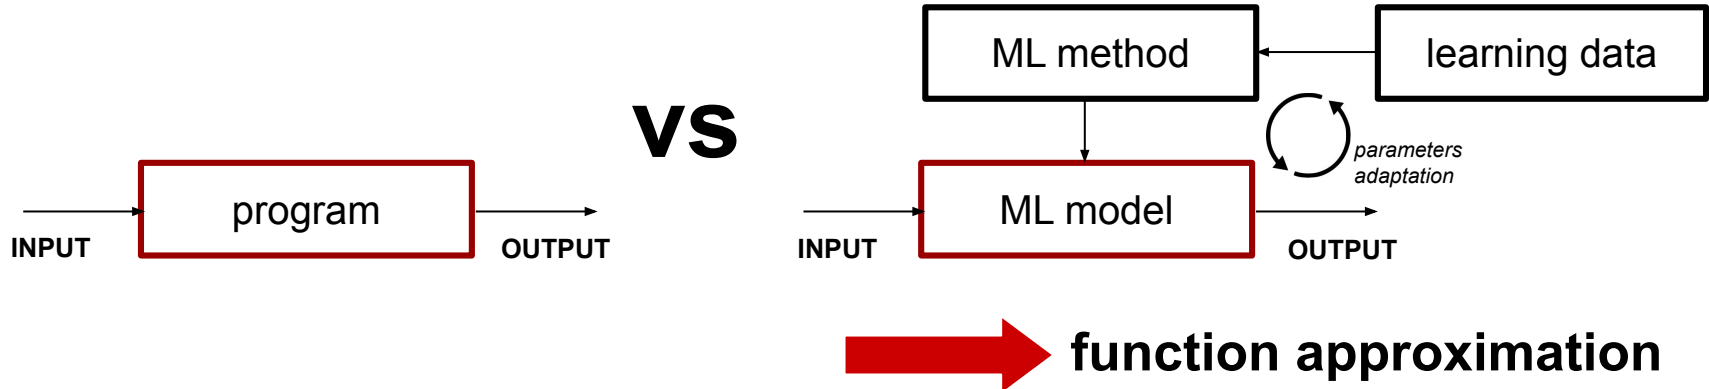 program
INPUT
OUTPUT
vs
ML method
learning data
parameters
adaptation
ML model
INPUT
OUTPUT
function approximation